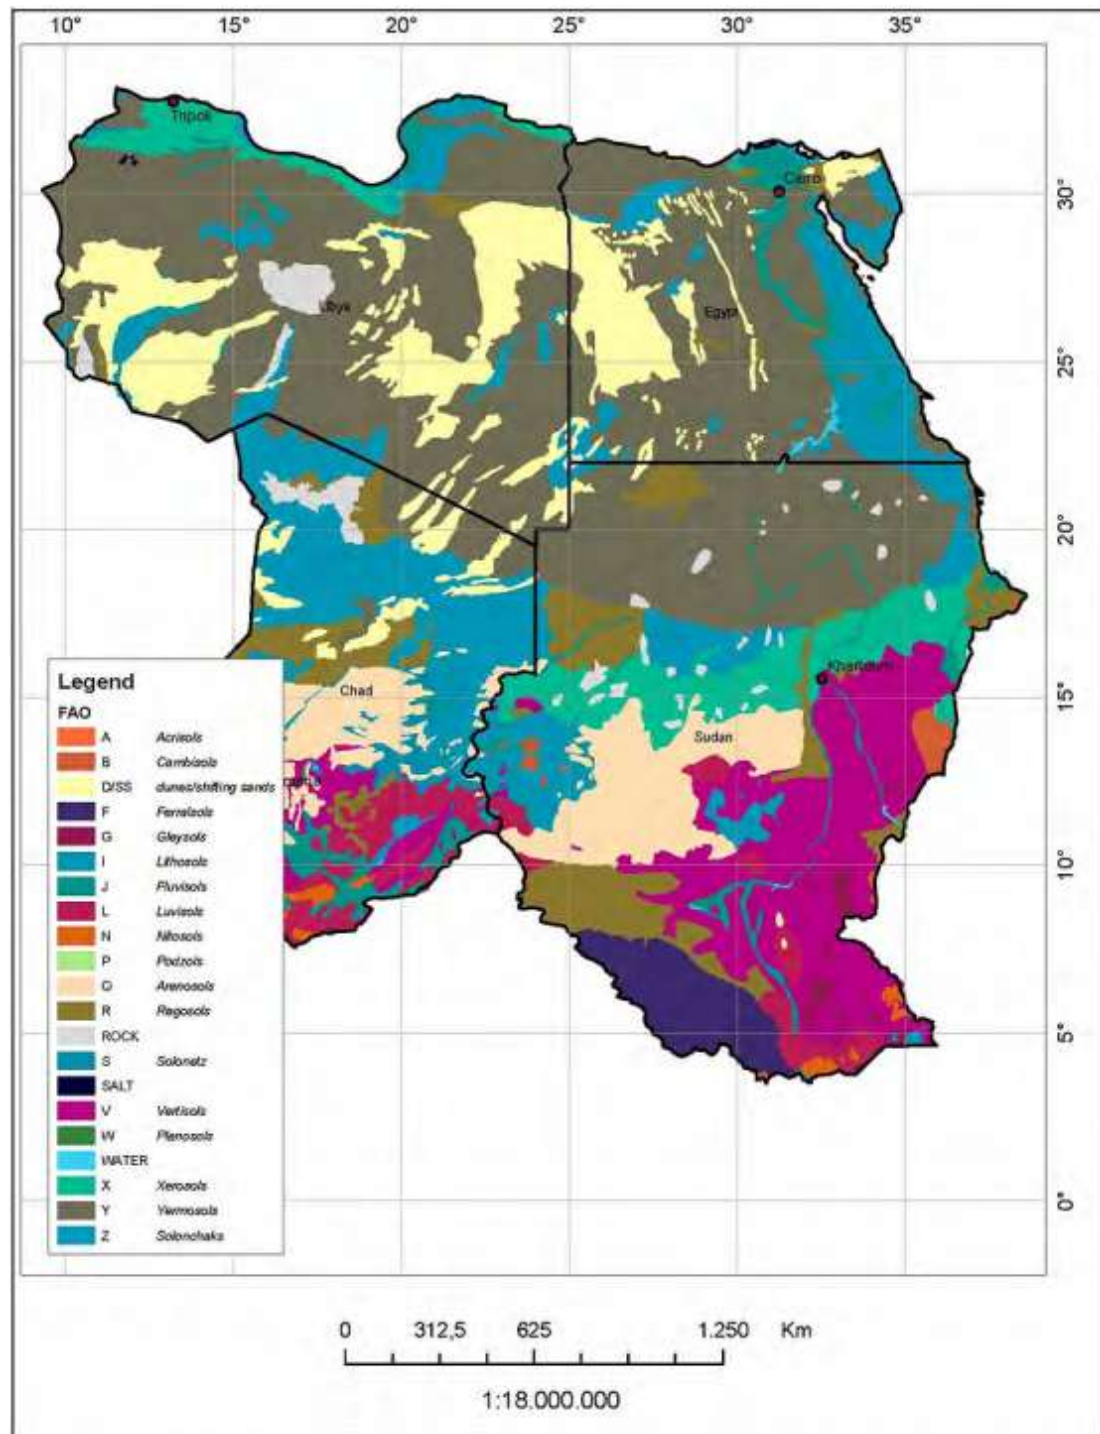 10° 15° 20° 25° 30° 35°
Tripoli
Cairo
30°
Libya
Egypt
25°
20°
Khartoum
Chad
15°
Sudan
10°
5°
0°
Legend
FAO
A Acrisols
B Cambisols
D/SS dunes/shifting sands
F Ferralsols
G Gleysols
I Lithosols
J Fluvisols
L Luvisols
N Nitosols
P Podzols
Q Arenosols
R Regosols
ROCK
S Solonetz
SALT
V Vertisols
W Planosols
WATER
X Xerosols
Y Yermosols
Z Solonchaks
0 312,5 625 1.250 Km
1:18.000.000